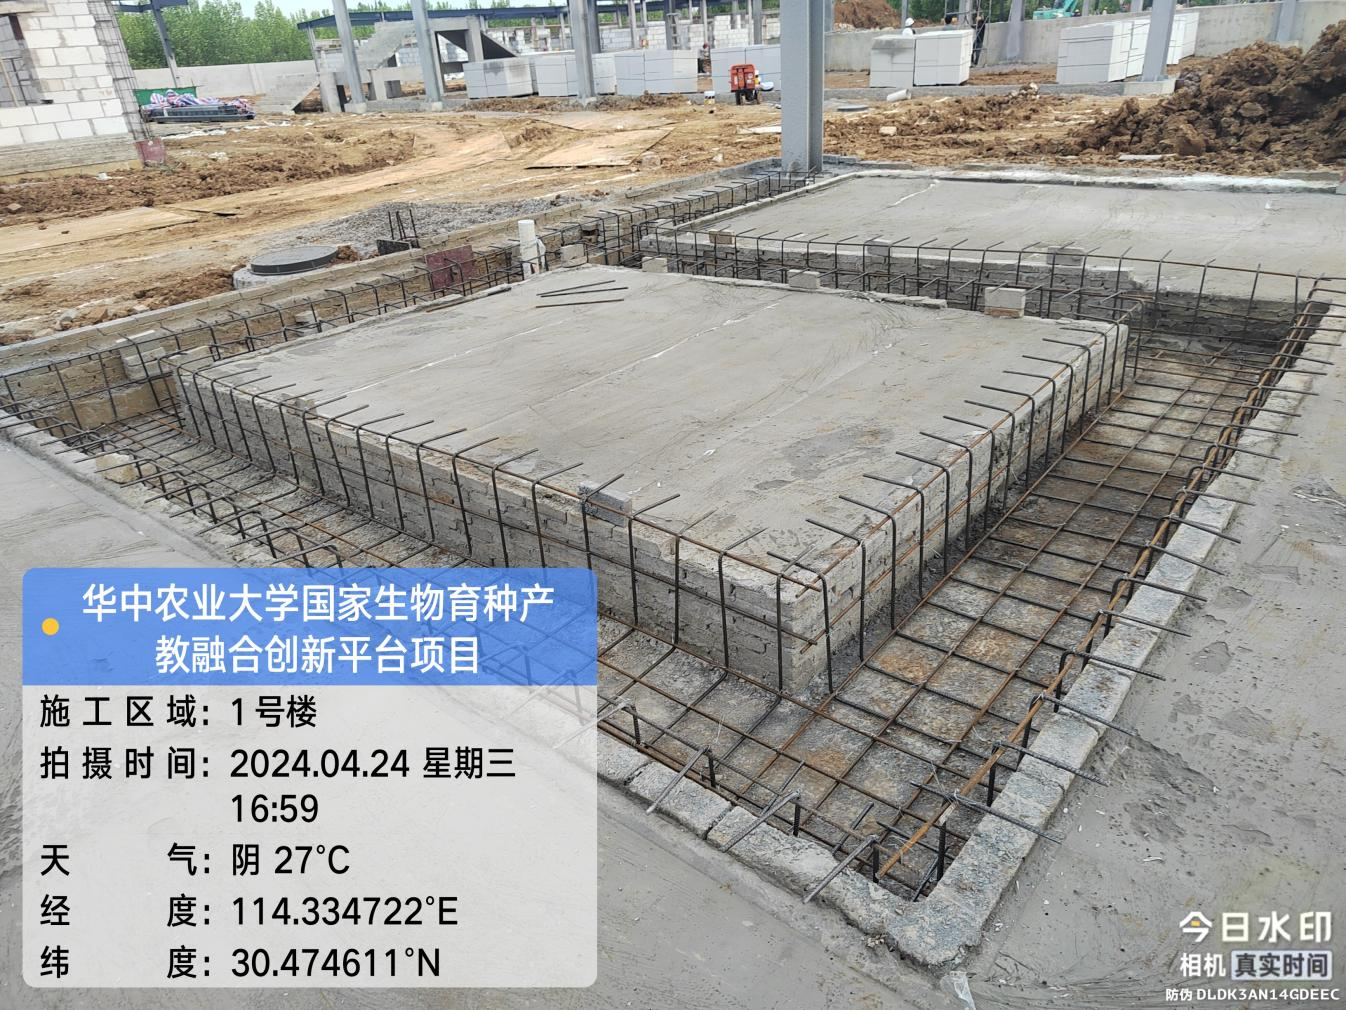 华中农业大学国家生物育种产
教融合创新平台项目
施工区域：1号楼
拍摄时间：2024.04.24 星期三
16:59
天气：阴 27°C
经度：114.334722°E
纬度：30.474611°N
今日水印
相机 真实时间
防伪 DLDK3AN14GDEEC